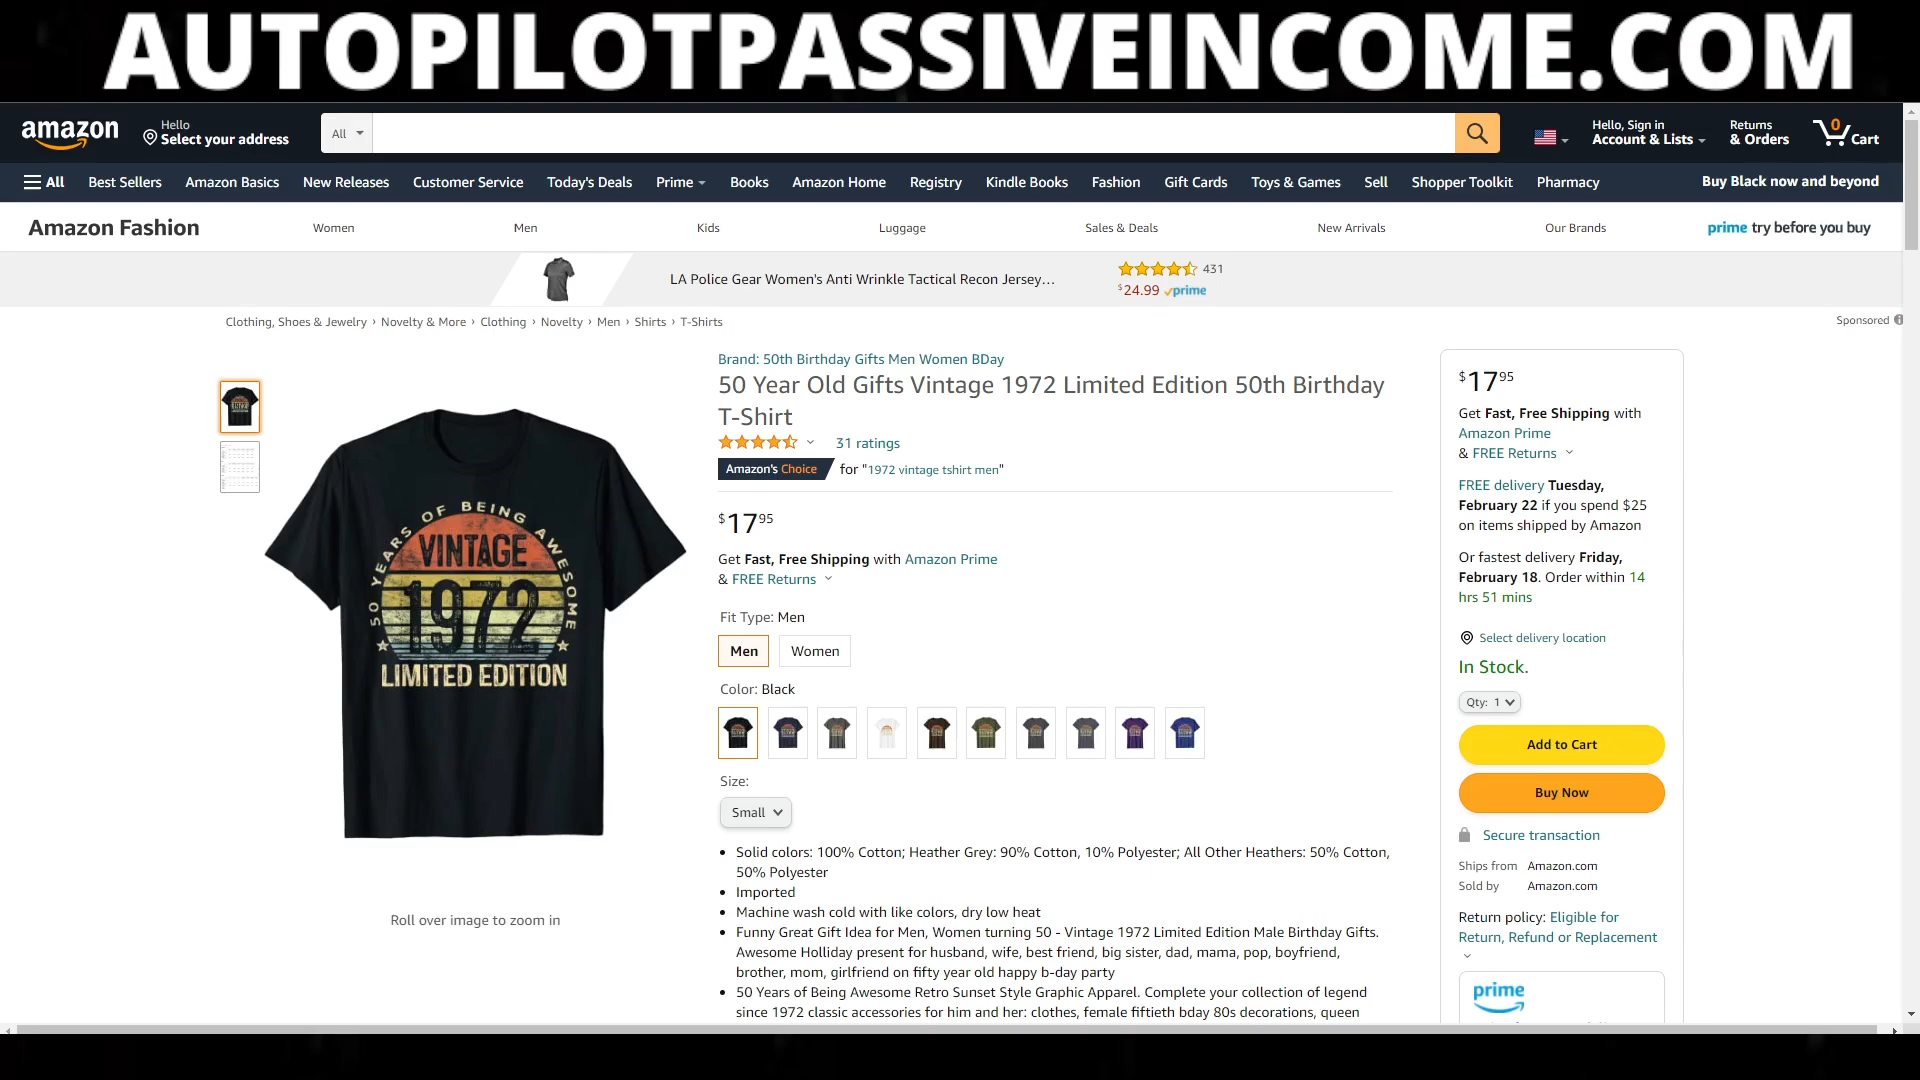 AUTOPILOTPASSIVEINCOME.COM
amazon
Hello
Select your address
All
Hello, Sign in
Account & Lists
Returns
& Orders
0
Cart
All
Best Sellers
Amazon Basics
New Releases
Customer Service
Today's Deals
Prime
Books
Amazon Home
Registry
Kindle Books
Fashion
Gift Cards
Toys & Games
Sell
Shopper Toolkit
Pharmacy
Buy Black now and beyond
Amazon Fashion
Women
Men
Kids
Luggage
Sales & Deals
New Arrivals
Our Brands
prime try before you buy
LA Police Gear Women's Anti Wrinkle Tactical Recon Jersey…
431
$24.99 prime
Clothing, Shoes & Jewelry › Novelty & More › Clothing › Novelty › Men › Shirts › T-Shirts
Sponsored
50 YEARS OF BEING AWESOME
VINTAGE
1972
LIMITED EDITION
Roll over image to zoom in
Brand: 50th Birthday Gifts Men Women BDay
50 Year Old Gifts Vintage 1972 Limited Edition 50th Birthday
T-Shirt
31 ratings
Amazon's Choice for "1972 vintage tshirt men"
$17 95
Get Fast, Free Shipping with Amazon Prime
& FREE Returns
Fit Type: Men
Men
Women
Color: Black
Size:
Small
• Solid colors: 100% Cotton; Heather Grey: 90% Cotton, 10% Polyester; All Other Heathers: 50% Cotton,
50% Polyester
• Imported
• Machine wash cold with like colors, dry low heat
• Funny Great Gift Idea for Men, Women turning 50 - Vintage 1972 Limited Edition Male Birthday Gifts.
Awesome Holliday present for husband, wife, best friend, big sister, dad, mama, pop, boyfriend,
brother, mom, girlfriend on fifty year old happy b-day party
• 50 Years of Being Awesome Retro Sunset Style Graphic Apparel. Complete your collection of legend
since 1972 classic accessories for him and her: clothes, female fiftieth bday 80s decorations, queen
$17 95
Get Fast, Free Shipping with
Amazon Prime
& FREE Returns
FREE delivery Tuesday,
February 22 if you spend $25
on items shipped by Amazon
Or fastest delivery Friday,
February 18. Order within 14
hrs 51 mins
Select delivery location
In Stock.
Qty: 1
Add to Cart
Buy Now
Secure transaction
Ships from Amazon.com
Sold by Amazon.com
Return policy: Eligible for
Return, Refund or Replacement
prime